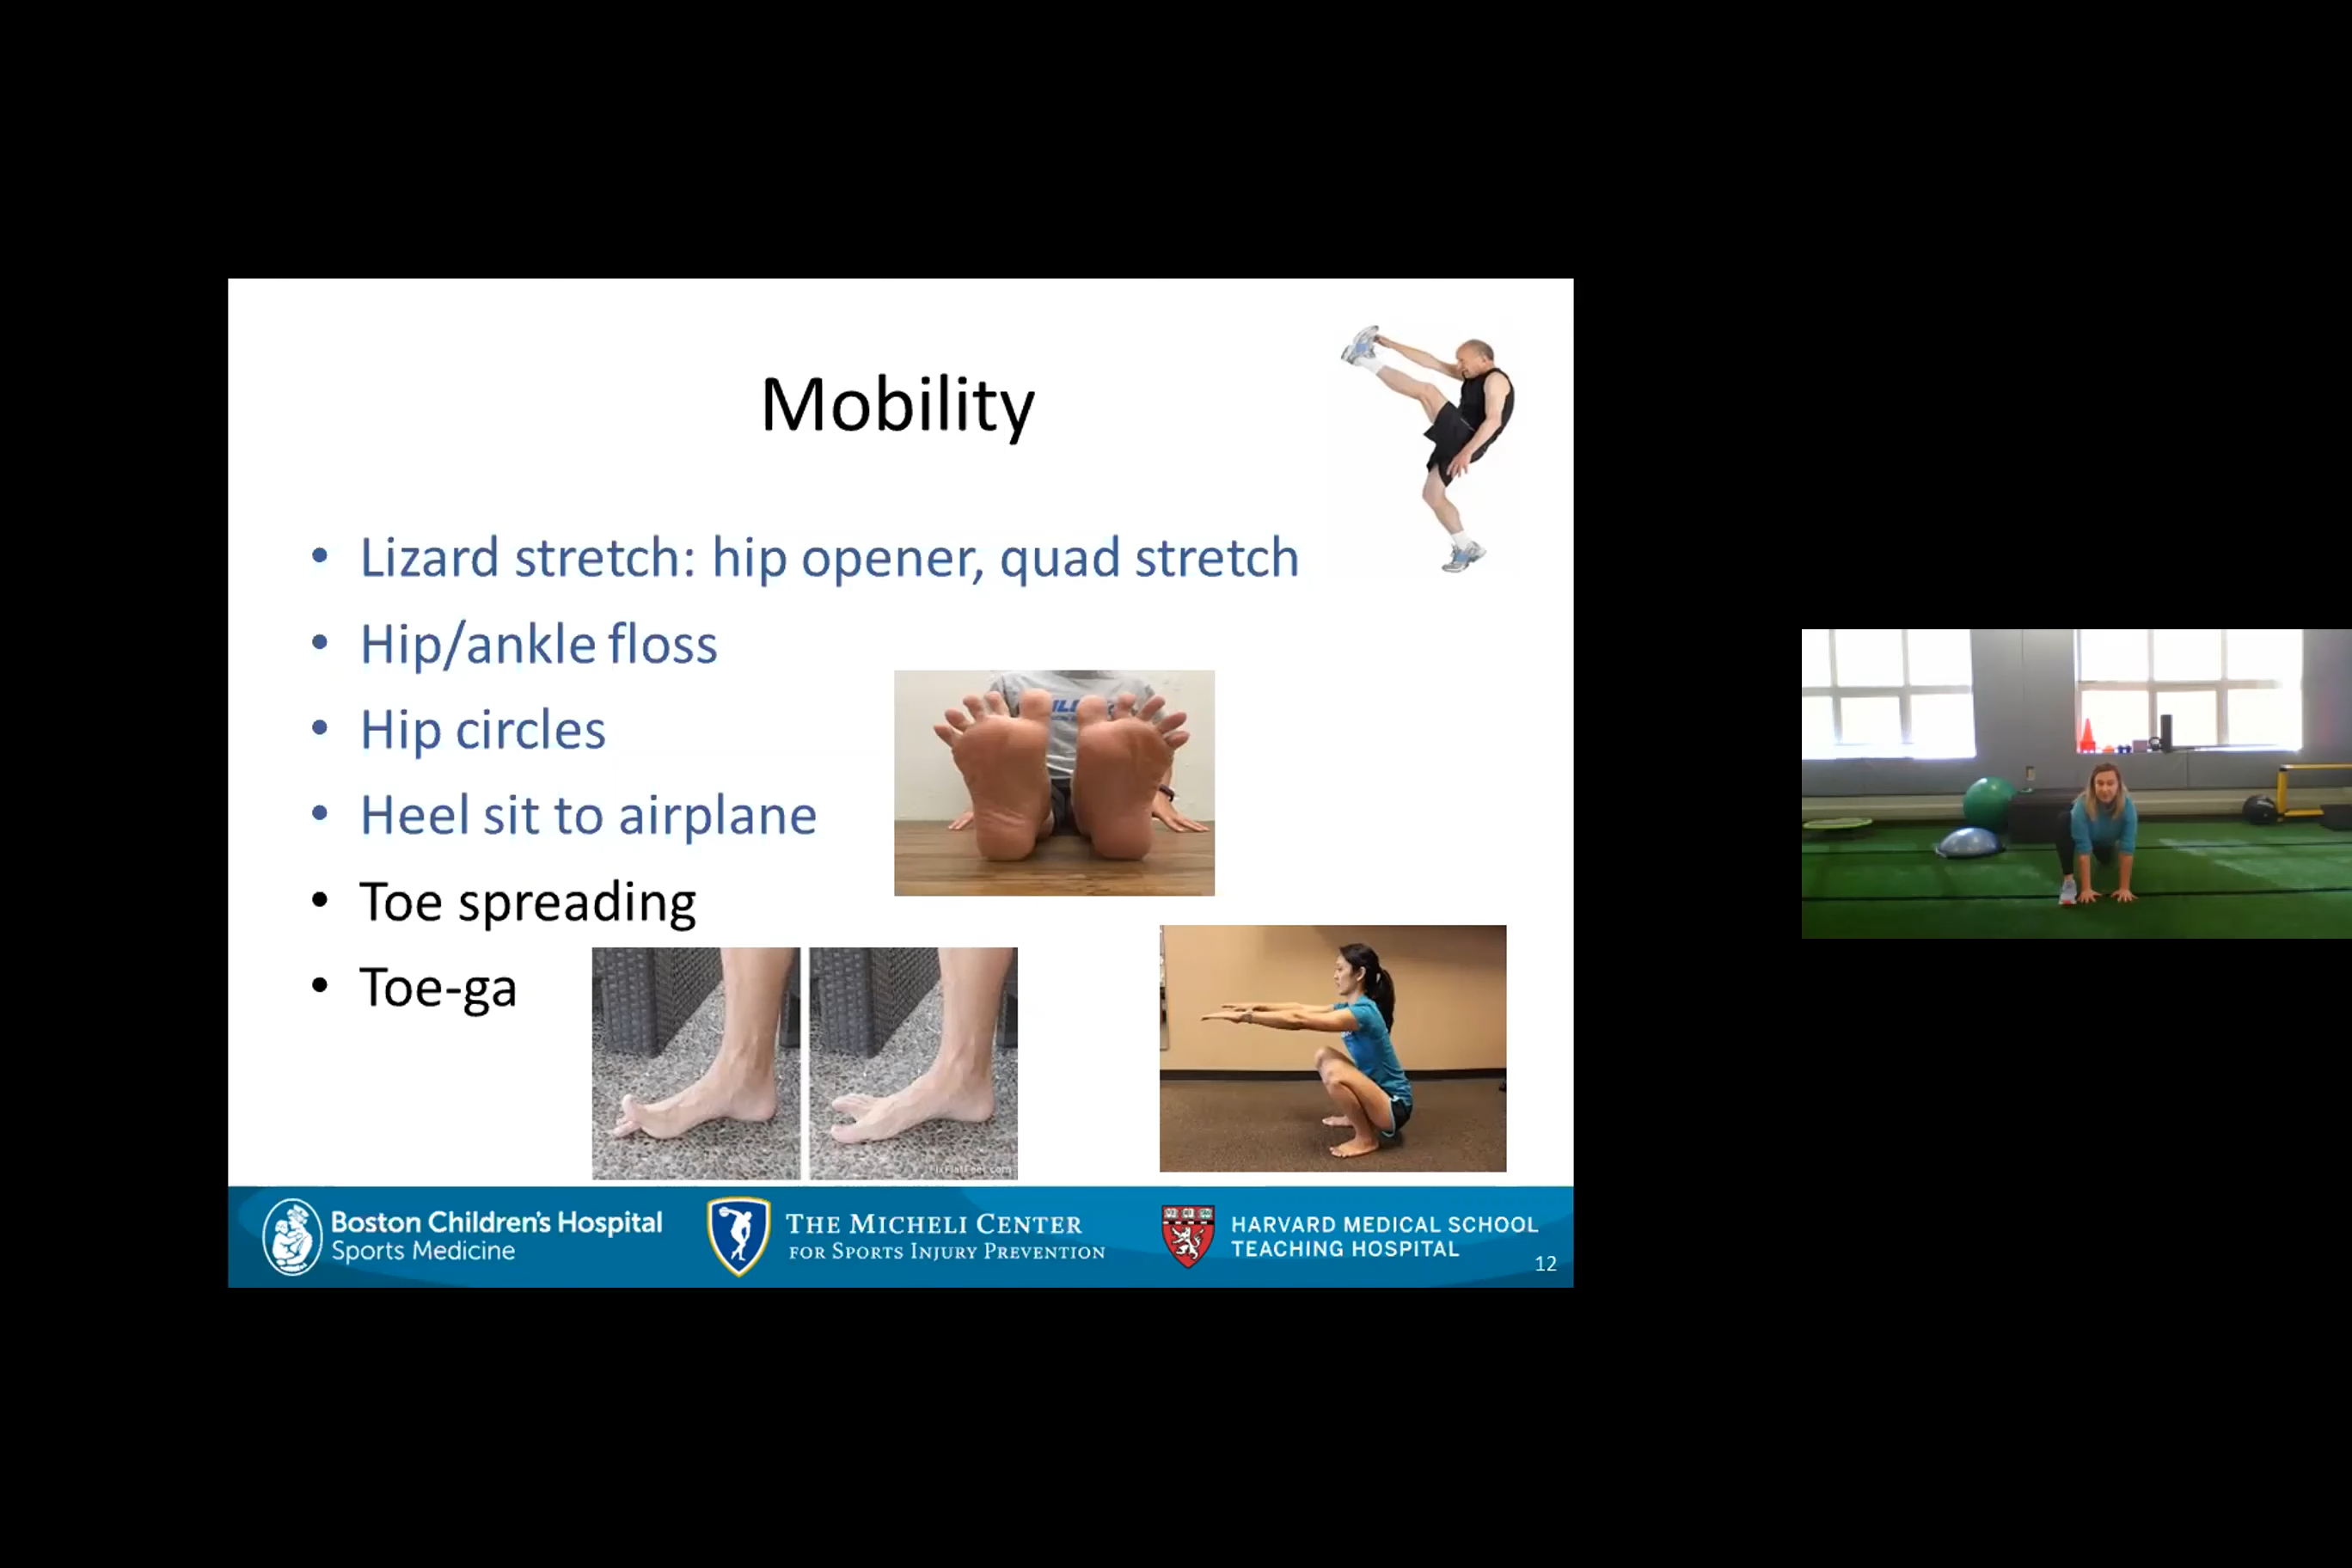 Mobility
• Lizard stretch: hip opener, quad stretch
• Hip/ankle floss
• Hip circles
• Heel sit to airplane
• Toe spreading
• Toe-ga
FixFlatFeet.com
Boston Children's Hospital
Sports Medicine
THE MICHELI CENTER
FOR SPORTS INJURY PREVENTION
HARVARD MEDICAL SCHOOL
TEACHING HOSPITAL
12